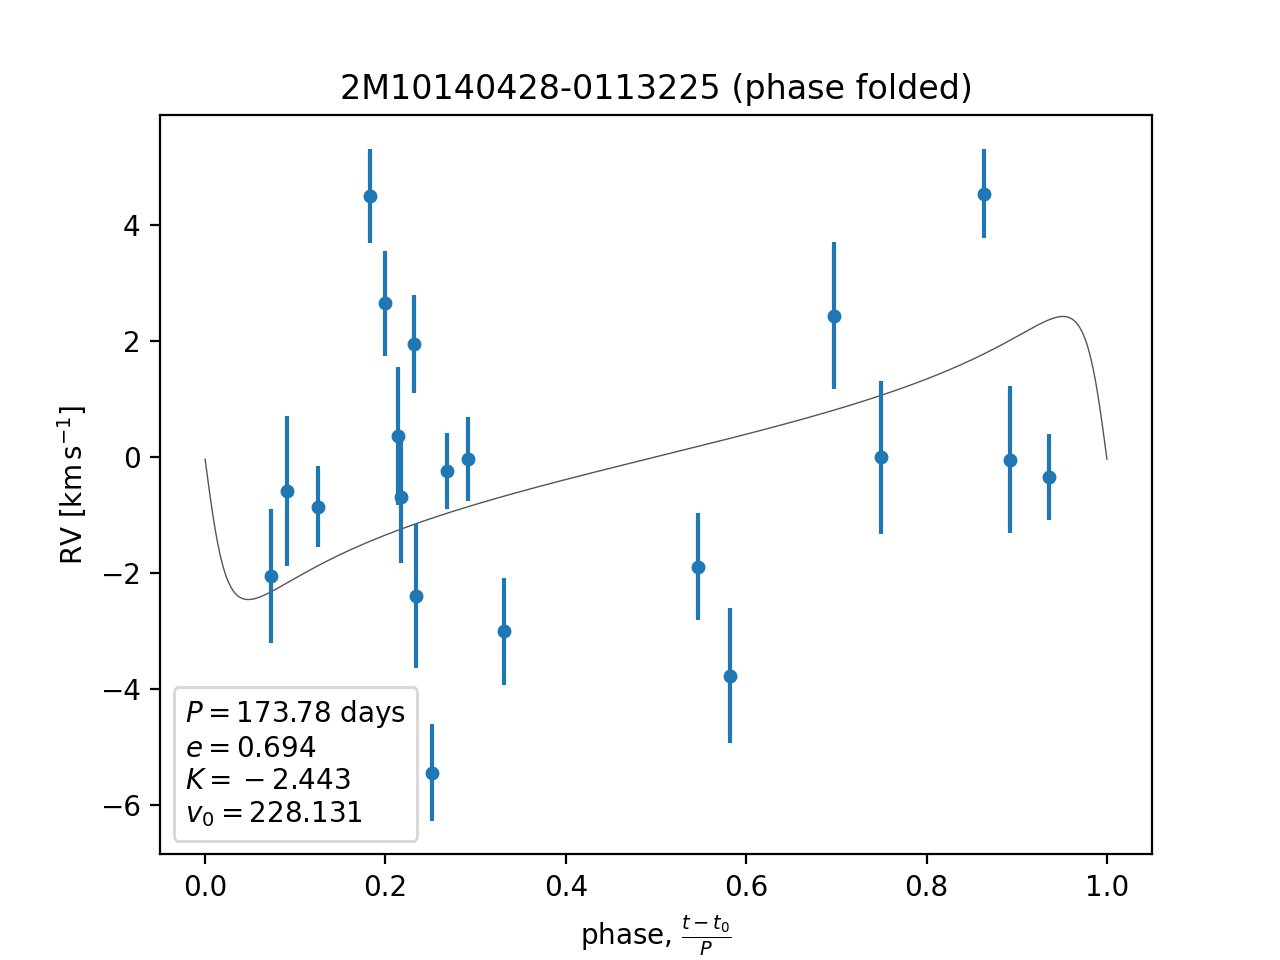 2M10140428-0113225 (phase folded)
RV [km s⁻¹]
4
2
0
−2
−4
−6
P = 173.78 days
e = 0.694
K = −2.443
v₀ = 228.131
0.0 0.2 0.4 0.6 0.8 1.0
phase, (t − t₀)/P